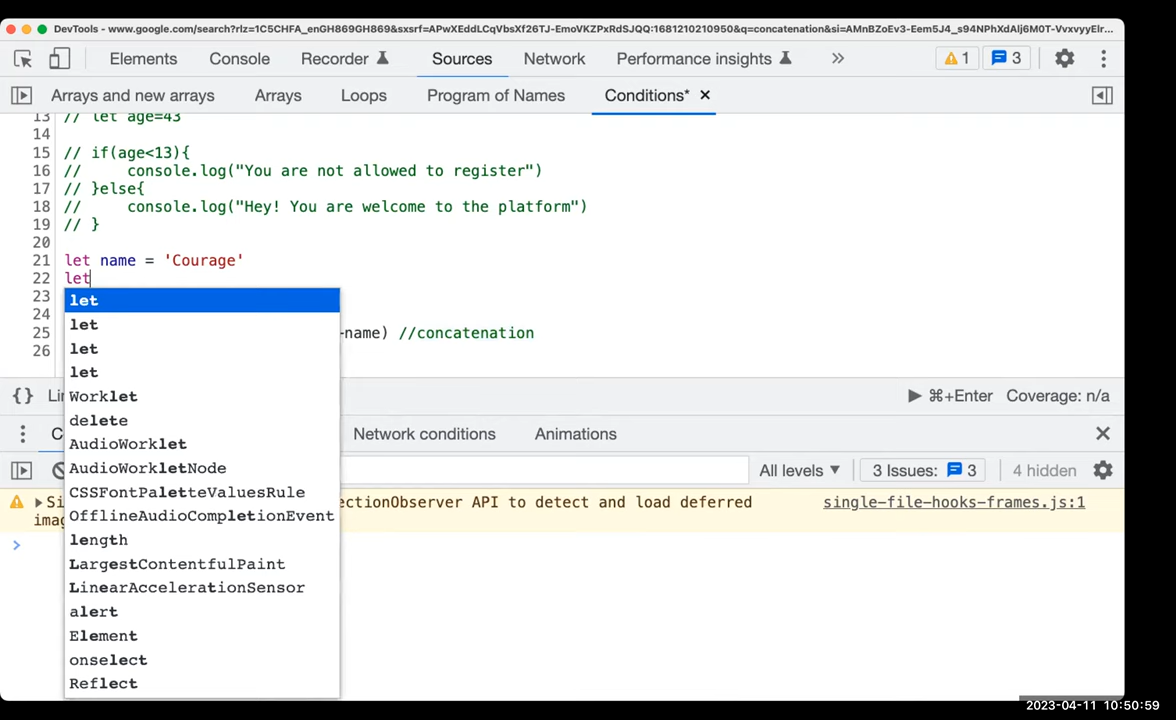 DevTools - www.google.com/search?rlz=1C5CHFA_enGH869GH869&sxsrf=APwXEddLCqVbsXf26TJ-EmoVKZPxRdSJQQ:1681210210950&q=concatenation&si=AMnBZoEv3-Eem5J4_s94NPhXdAlj6M0T-VvxvyyElr...
Elements Console Recorder Sources Network Performance insights » 1 3
Arrays and new arrays Arrays Loops Program of Names Conditions* ×
13 // let age=43
14
15 // if(age<13){
16 // console.log("You are not allowed to register")
17 // }else{
18 // console.log("Hey! You are welcome to the platform")
19 // }
20
21 let name = 'Courage'
22 let
23
24
25 name) //concatenation
26
let
let
let
let
Worklet
delete
AudioWorklet
AudioWorkletNode
CSSFontPaletteValuesRule
OfflineAudioCompletionEvent
length
LargestContentfulPaint
LinearAccelerationSensor
alert
Element
onselect
Reflect
{} Li ⌘+Enter Coverage: n/a
C Network conditions Animations
All levels ▼ 3 Issues: 3 4 hidden
Si ectionObserver API to detect and load deferred single-file-hooks-frames.js:1
imag
2023-04-11 10:50:59